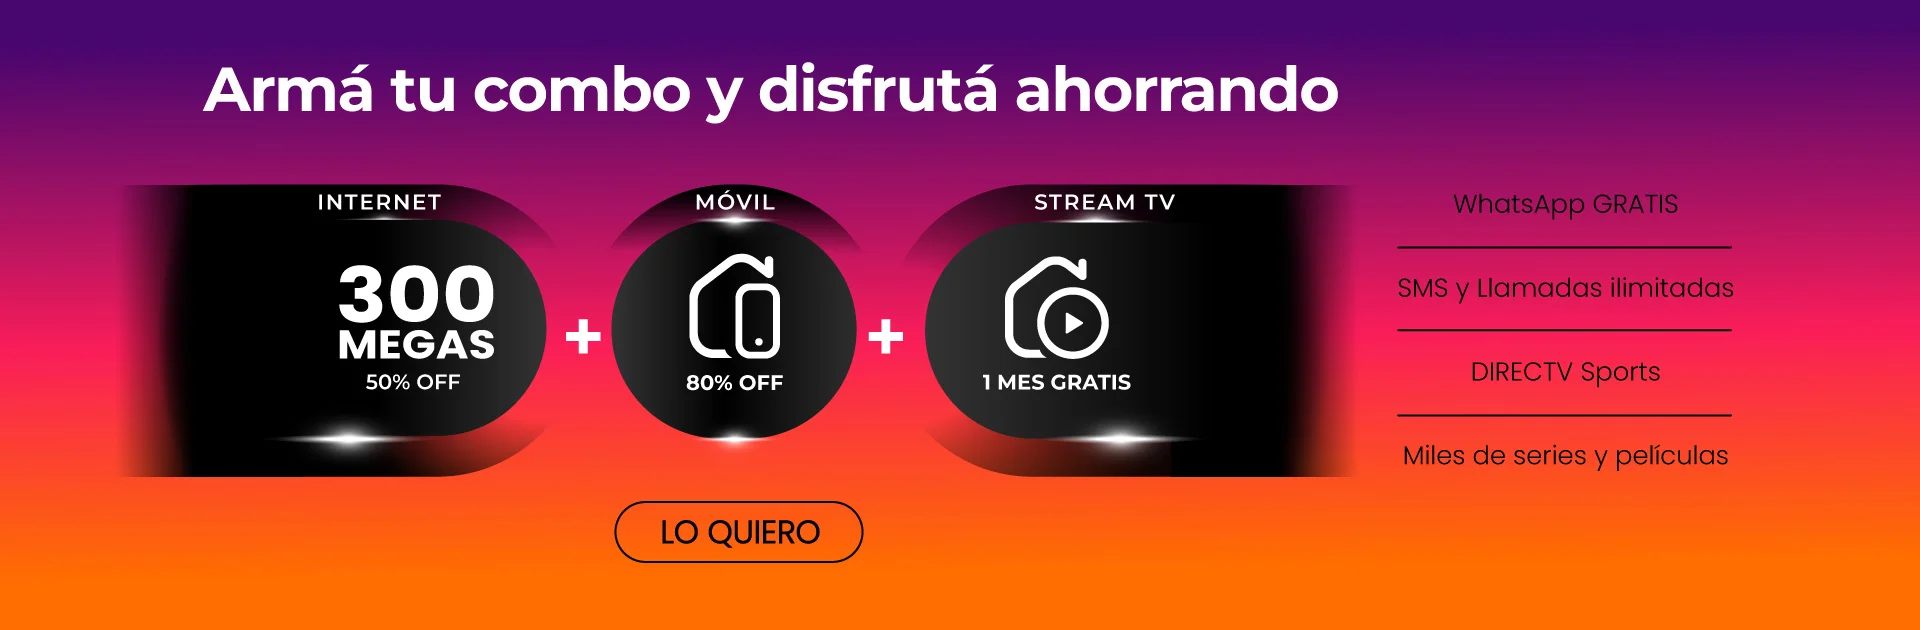 Armá tu combo y disfrutá ahorrando
INTERNET
300
MEGAS
50% OFF
+
MÓVIL
80% OFF
+
STREAM TV
1 MES GRATIS
WhatsApp GRATIS
SMS y Llamadas ilimitadas
DIRECTV Sports
Miles de series y películas
LO QUIERO